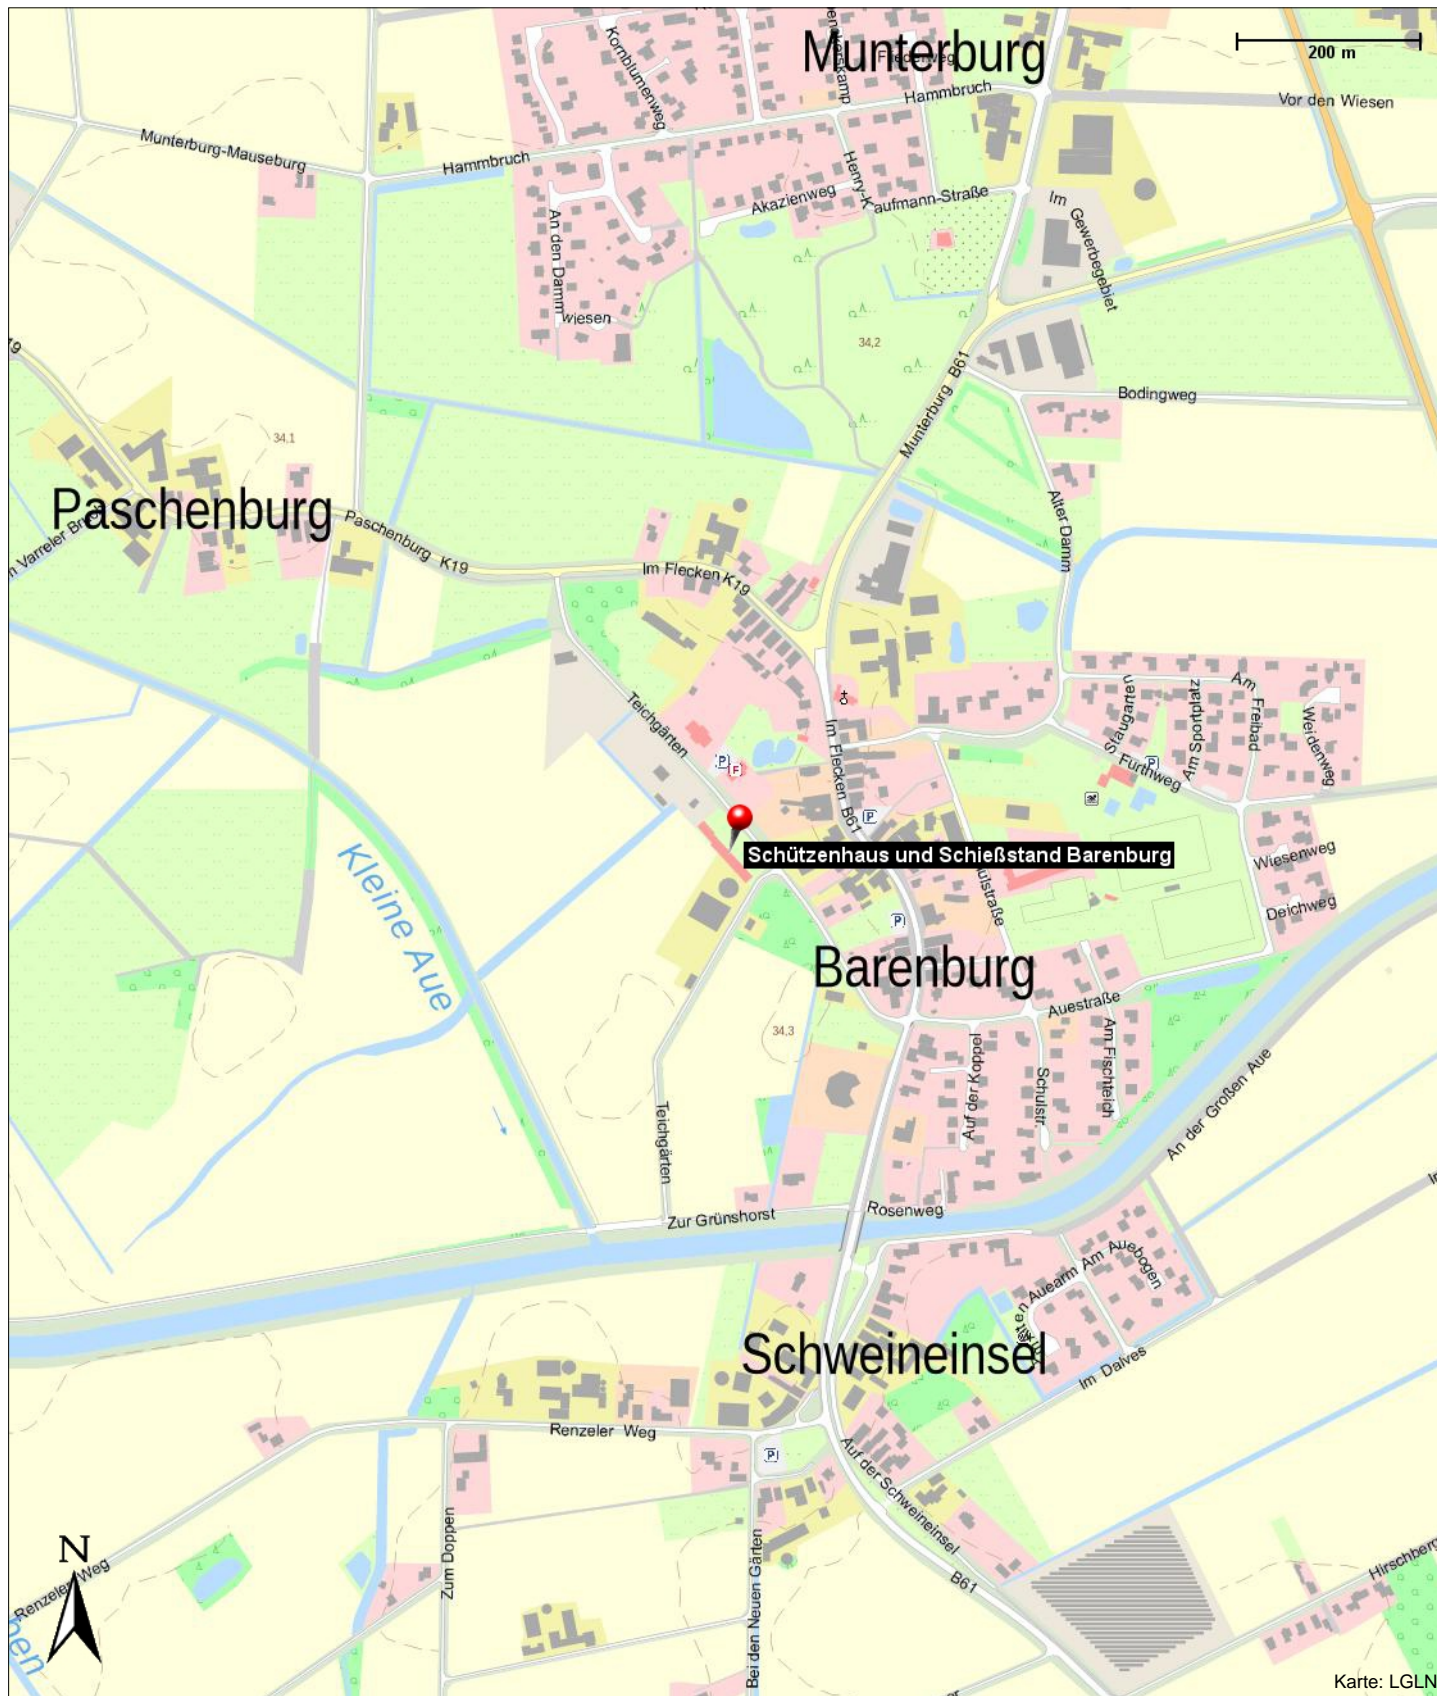 Munterburg
200 m
Kornblumenweg
Fliederweg
Hammbruch
Vor den Wiesen
Munterburg-Mauseburg
Hammbruch
Akazienweg
Henry-Kaufmann-Straße
Im Gewerbegebiet
An den Dammwiesen
34,2
Munterburg B61
Bodingweg
34,1
Paschenburg
Alter Damm
Paschenburg K19
Im Flecken K19
Teichgärten
Im Flecken B61
Staugarten
Am Sportplatz
Am Freibad
Weidenweg
Furthweg
P
F
P
P
Schützenhaus und Schießstand Barenburg
Wiesenweg
Kleine Aue
Deichweg
P
Barenburg
Auestraße
34,3
Auf der Koppel
Schulstr.
Am Fischteich
An der Großen Aue
Teichgärten
Zur Grünshorst
Rosenweg
Am Auebogen
Schweineinsel
Im Dalves
Renzeler Weg
P
Auf der Schweineinsel
Zum Doppen
Bei den Neuen Gärten
B61
Hirschberg
N
Renzeler Weg
Karte: LGLN